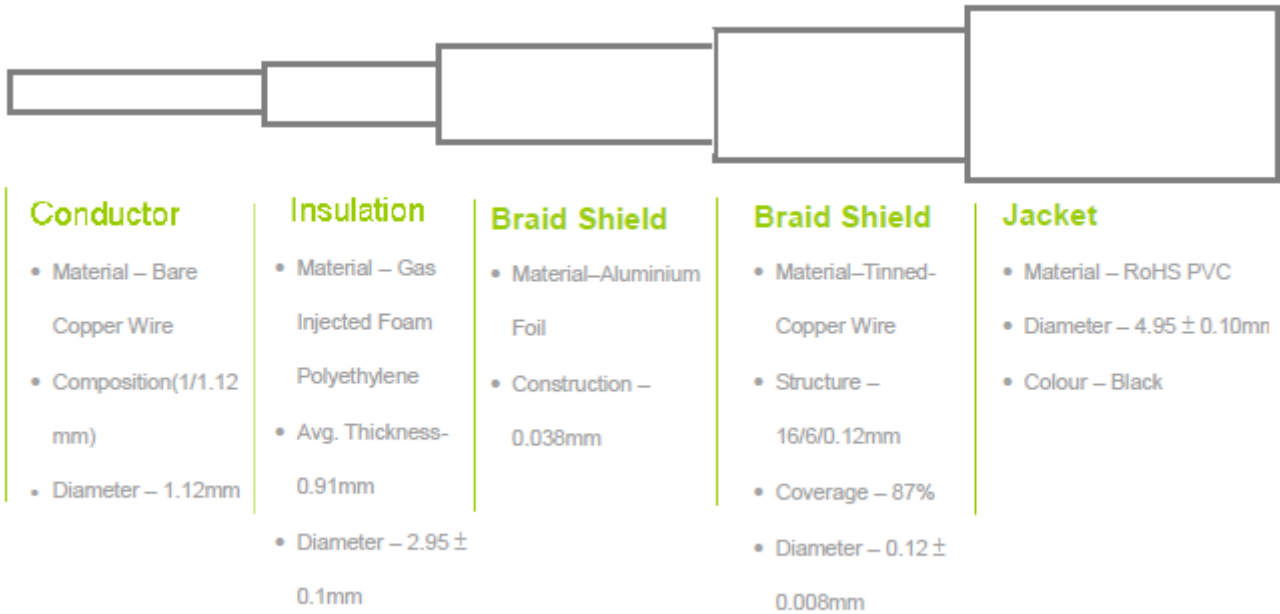 Conductor
• Material – Bare
Copper Wire
• Composition(1/1.12
mm)
• Diameter – 1.12mm
Insulation
• Material – Gas
Injected Foam
Polyethylene
• Avg. Thickness-
0.91mm
• Diameter – 2.95 ±
0.1mm
Braid Shield
• Material–Aluminium
Foil
• Construction –
0.038mm
Braid Shield
• Material–Tinned-
Copper Wire
• Structure –
16/6/0.12mm
• Coverage – 87%
• Diameter – 0.12 ±
0.008mm
Jacket
• Material – RoHS PVC
• Diameter – 4.95 ± 0.10mm
• Colour – Black